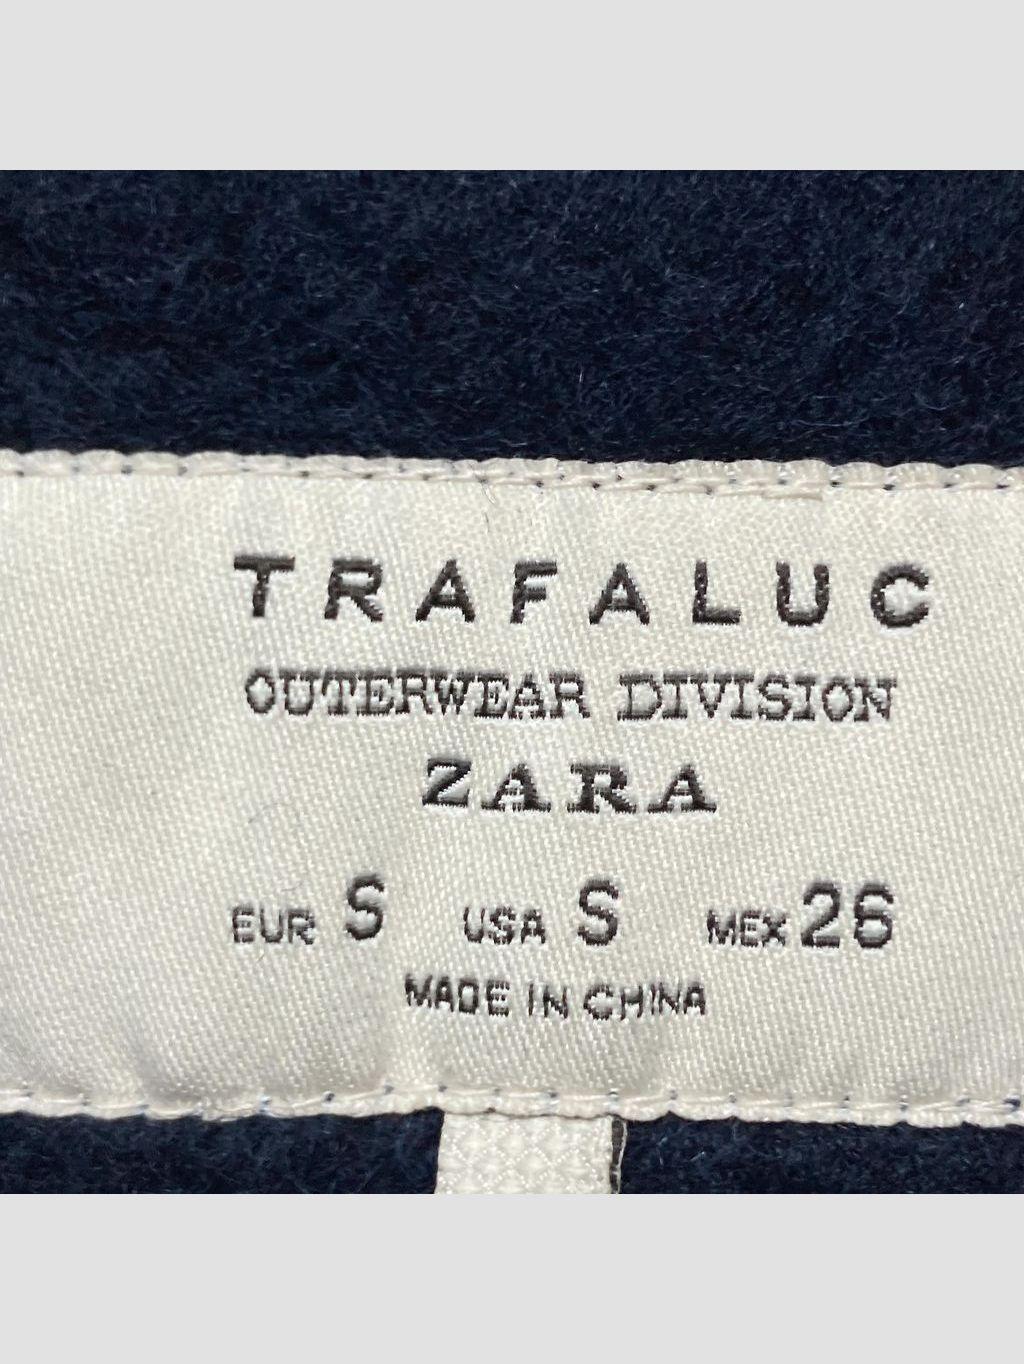 TRAFALUC
OUTERWEAR DIVISION
ZARA
EUR S USA S MEX 26
MADE IN CHINA